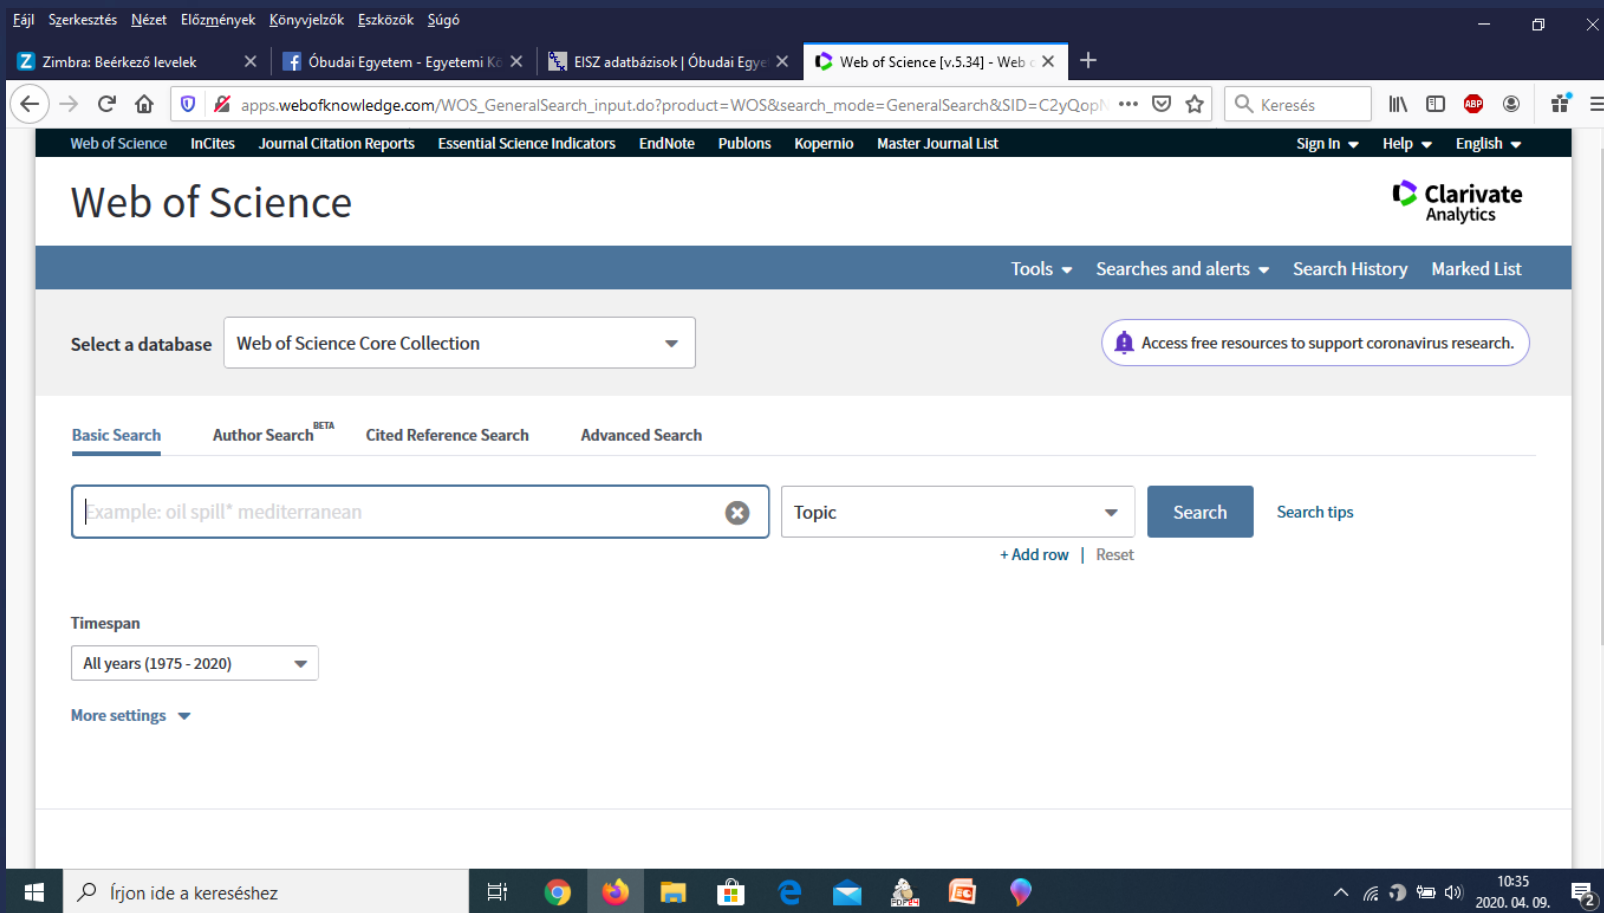 Fájl Szerkesztés Nézet Előzmények Könyvjelzők Eszközök Súgó
Zimbra: Beérkező levelek
Óbudai Egyetem - Egyetemi Kö
EISZ adatbázisok | Óbudai Egye
Web of Science [v.5.34] - Web
apps.webofknowledge.com/WOS_GeneralSearch_input.do?product=WOS&search_mode=GeneralSearch&SID=C2yQop
Keresés
ABP
Web of Science InCites Journal Citation Reports Essential Science Indicators EndNote Publons Kopernio Master Journal List Sign In Help English
Web of Science
Clarivate
Analytics
Tools Searches and alerts Search History Marked List
Select a database Web of Science Core Collection Access free resources to support coronavirus research.
Basic Search Author Search BETA Cited Reference Search Advanced Search
Example: oil spill* mediterranean Topic Search Search tips
+ Add row | Reset
Timespan
All years (1975 - 2020)
More settings
Írjon ide a kereséshez
PDF24
10:35
2020. 04. 09.
2